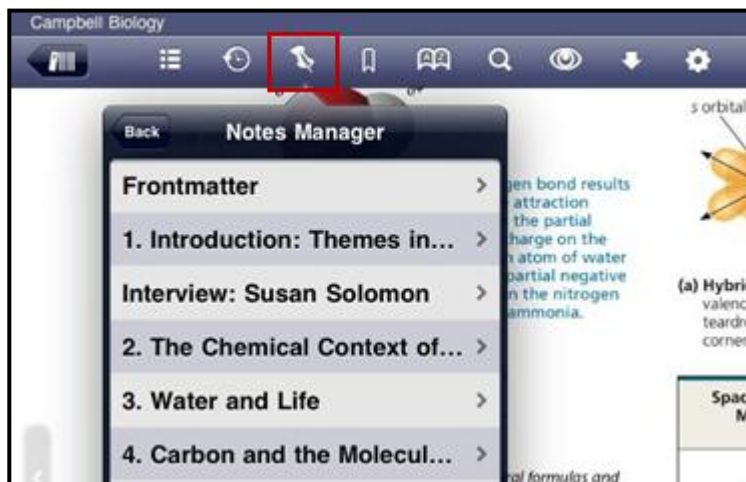 Campbell Biology
Back
Notes Manager
Frontmatter
1. Introduction: Themes in...
Interview: Susan Solomon
2. The Chemical Context of...
3. Water and Life
4. Carbon and the Molecul...
gen bond results
attraction
the partial
harge on the
atom of water
partial negative
n the nitrogen
ammonia.
s orbital
(a) Hybri
valenc
teardr
corner
Spac
M
ral formulas and